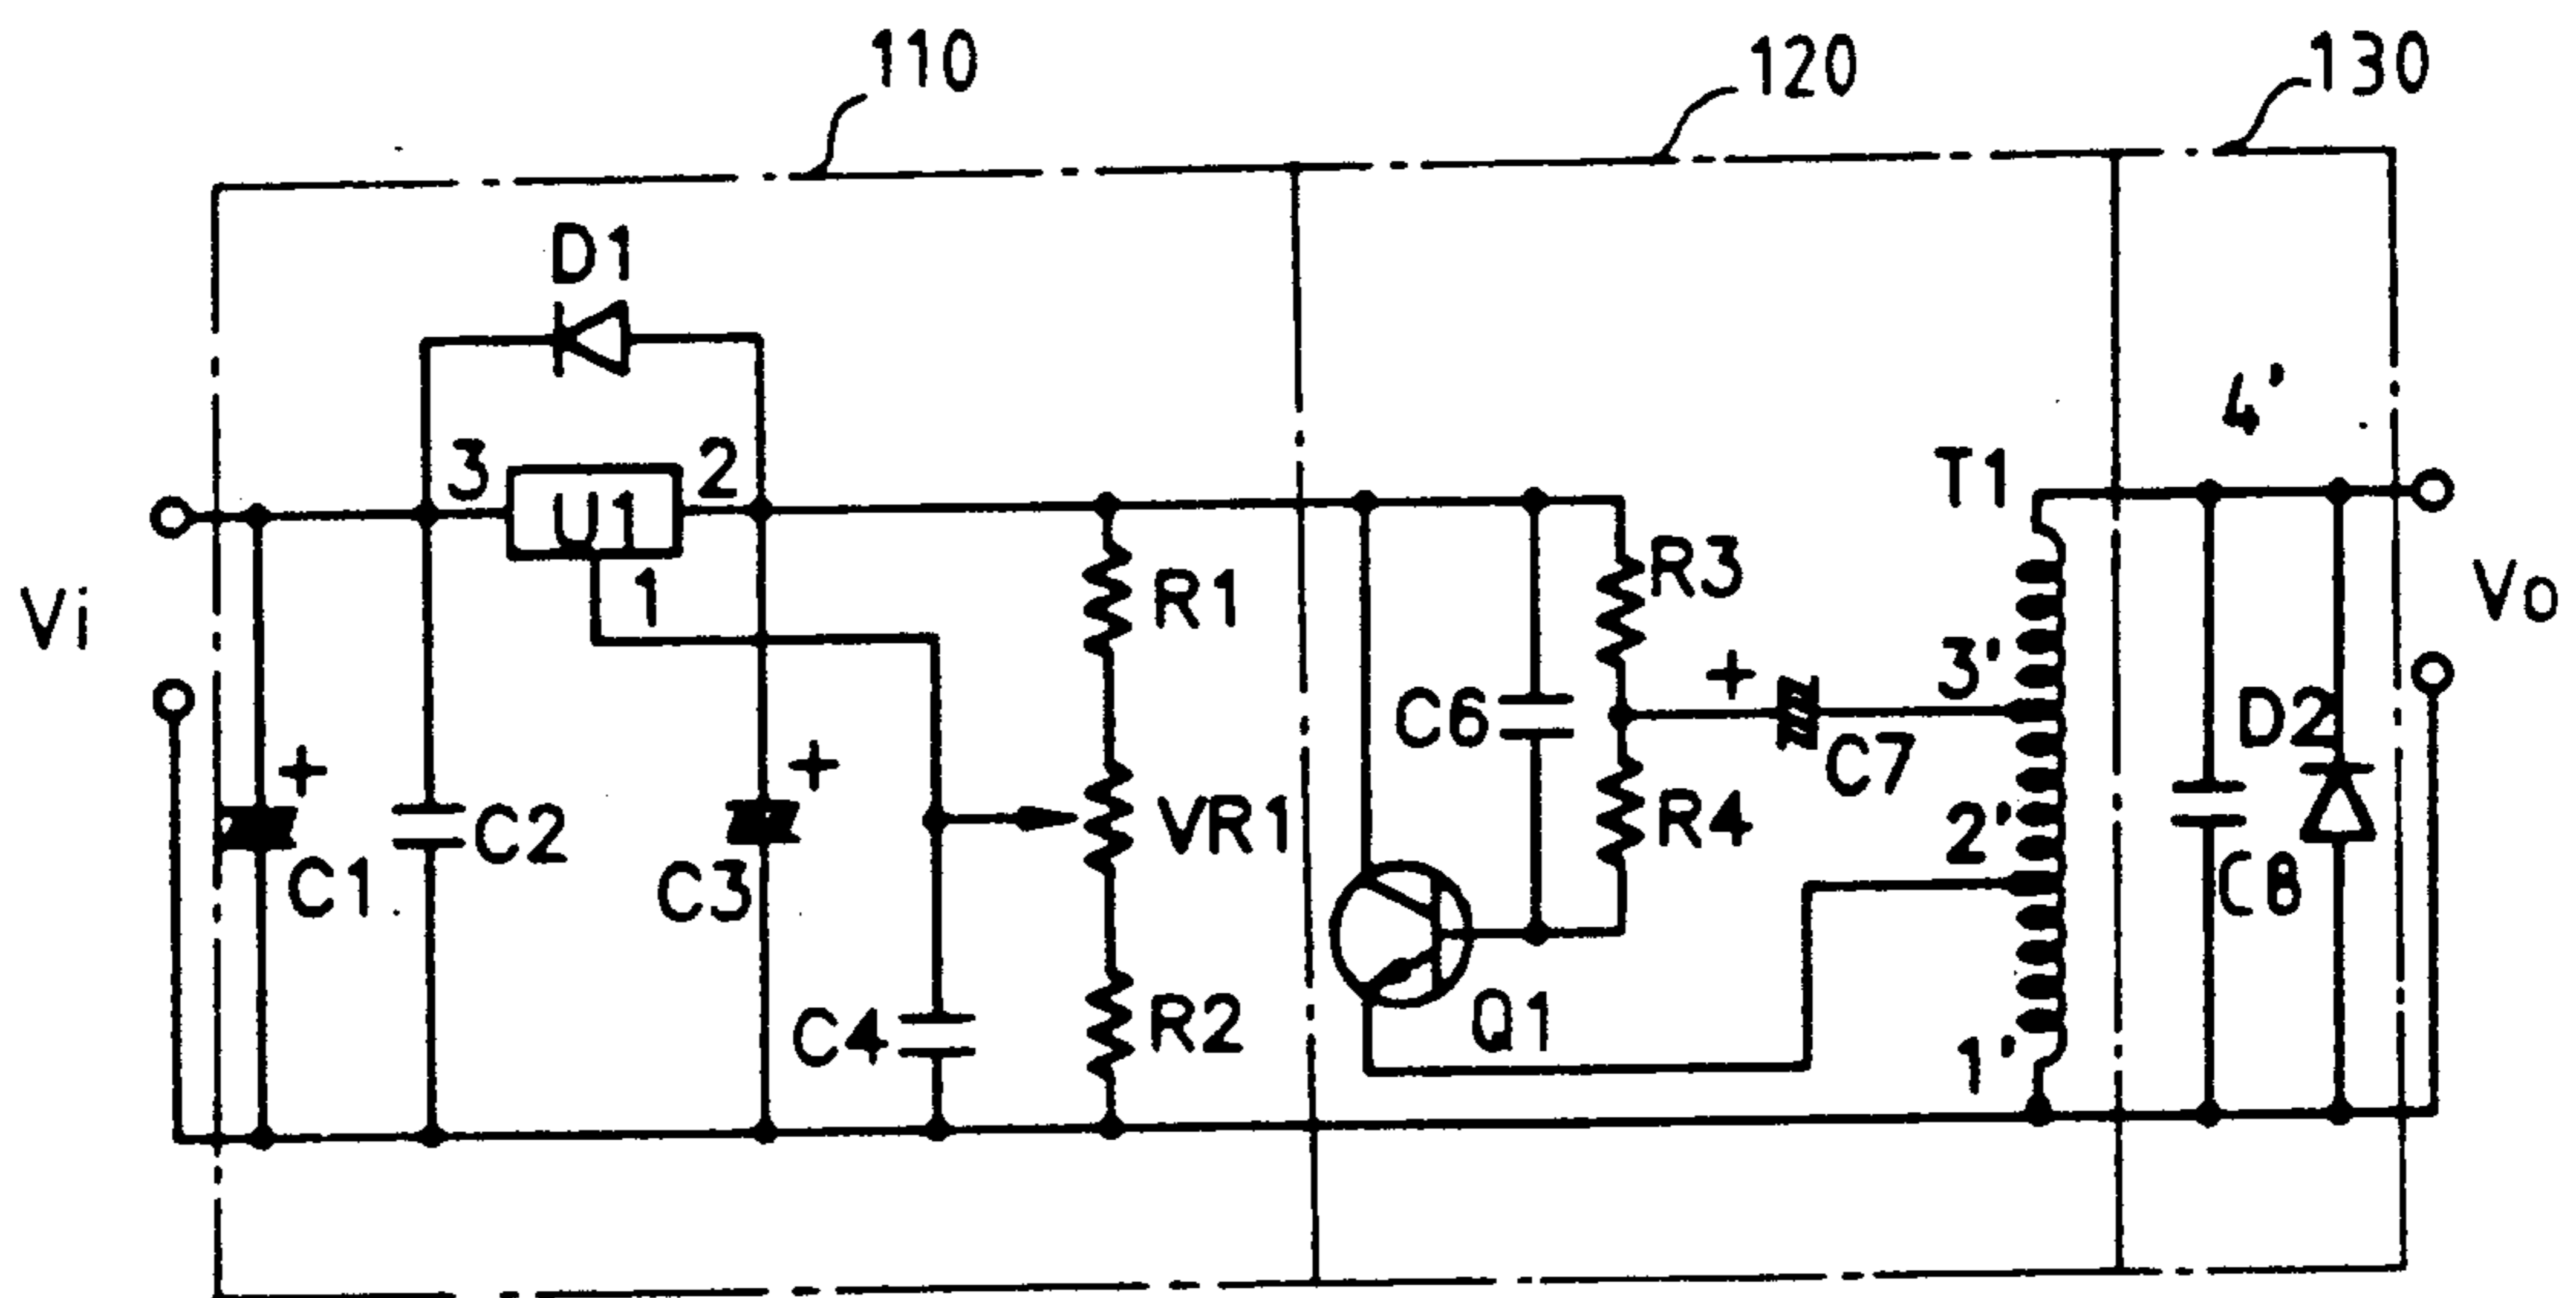 110
120
130
D1
4'
3
2
T1
U1
Vi
1
R1
R3
Vo
+
3'
C6
D2
+
+
C7
C2
VR1
R4
2'
C1
C3
C8
C4
R2
Q1
1'